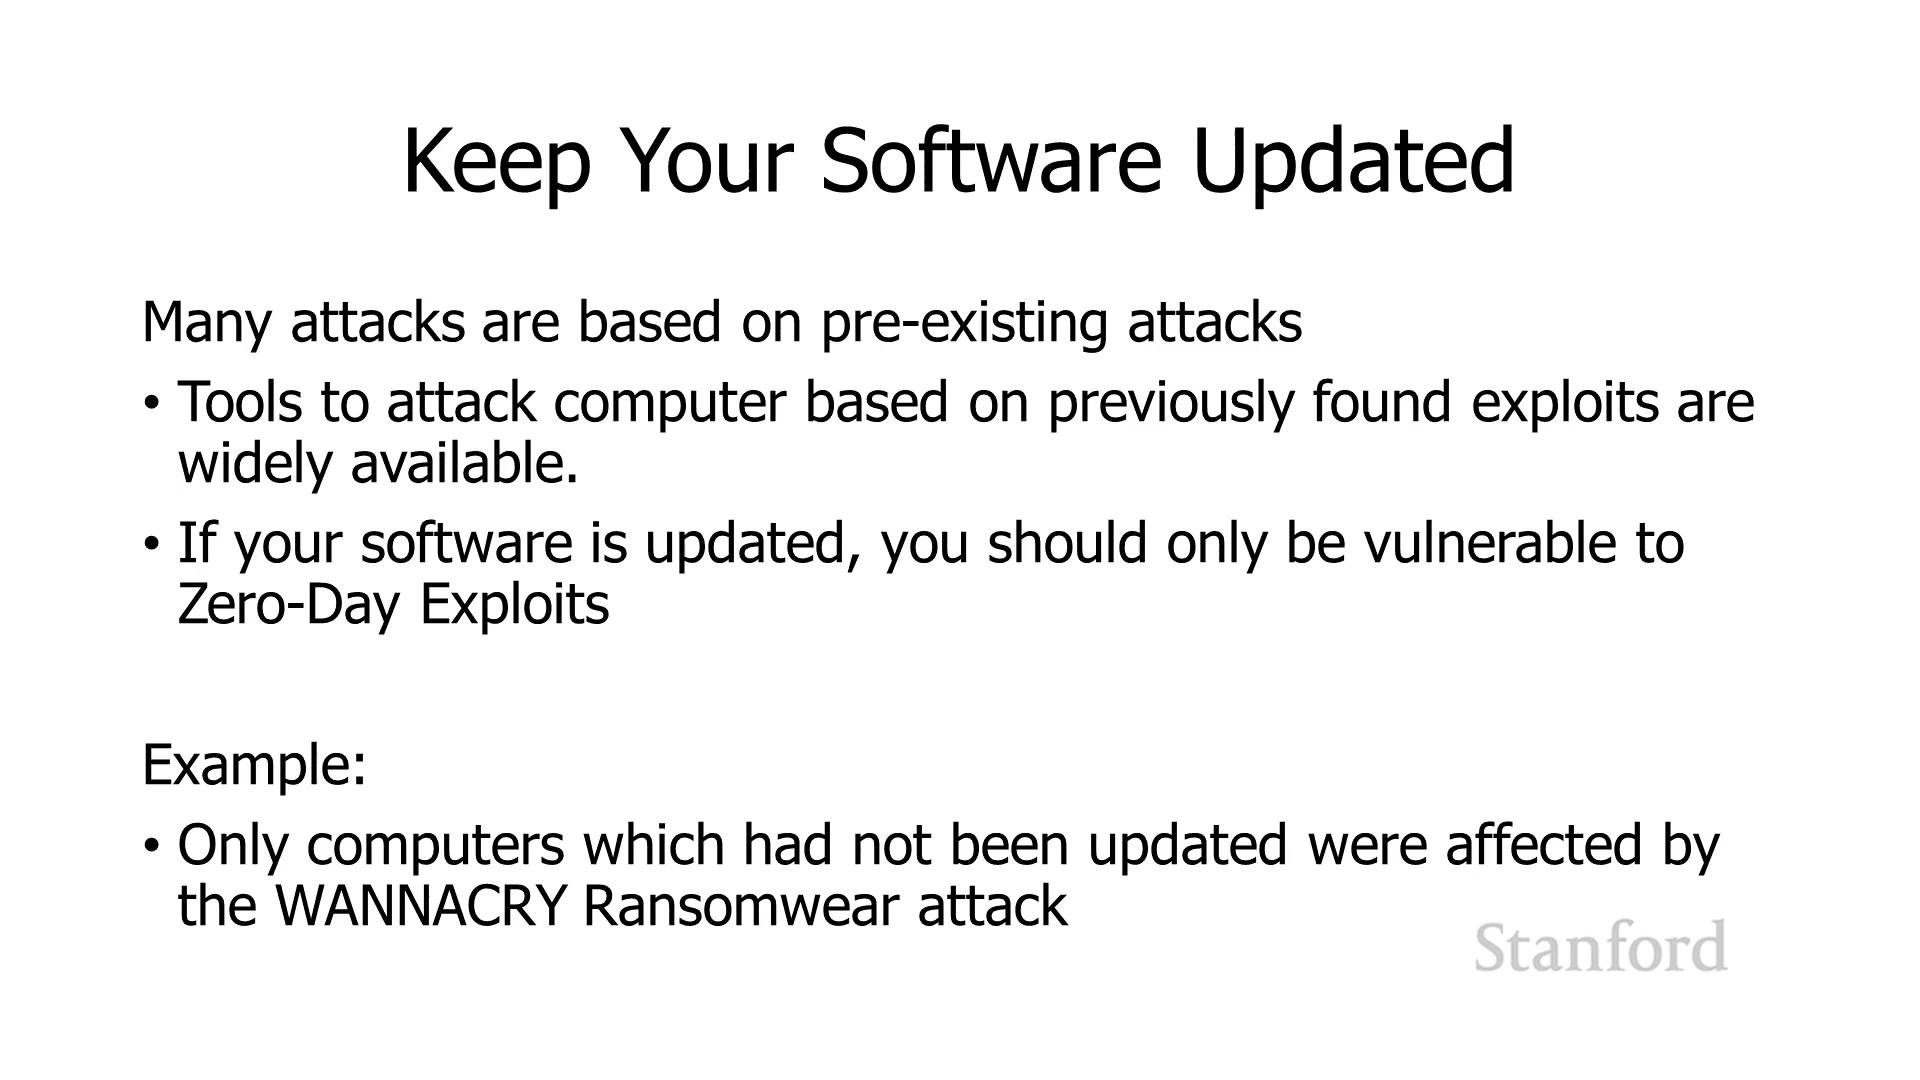 Keep Your Software Updated
Many attacks are based on pre-existing attacks
• Tools to attack computer based on previously found exploits are
widely available.
• If your software is updated, you should only be vulnerable to
Zero-Day Exploits
Example:
• Only computers which had not been updated were affected by
the WANNACRY Ransomwear attack
Stanford